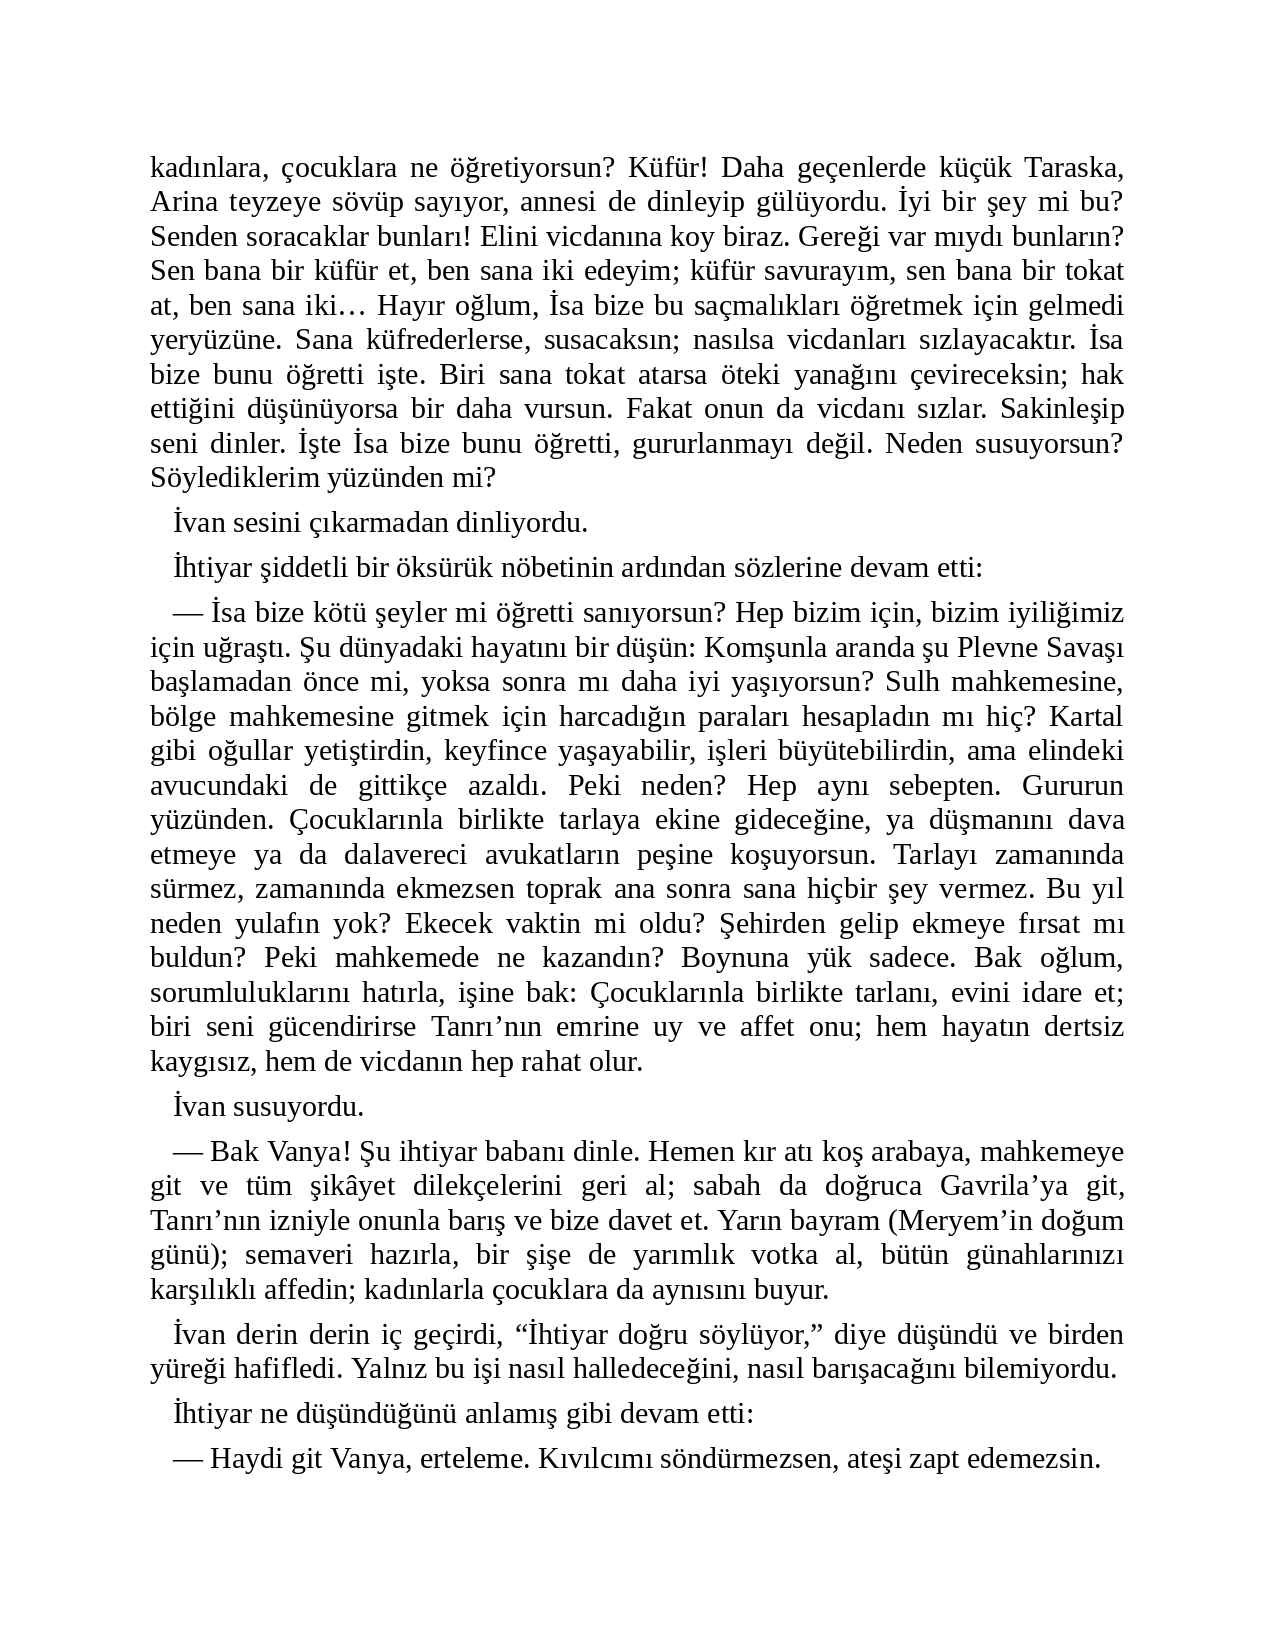 kadınlara, çocuklara ne öğretiyorsun? Küfür! Daha geçenlerde küçük Taraska,
Arina teyzeye sövüp sayıyor, annesi de dinleyip gülüyordu. İyi bir şey mi bu?
Senden soracaklar bunları! Elini vicdanına koy biraz. Gereği var mıydı bunların?
Sen bana bir küfür et, ben sana iki edeyim; küfür savurayım, sen bana bir tokat
at, ben sana iki… Hayır oğlum, İsa bize bu saçmalıkları öğretmek için gelmedi
yeryüzüne. Sana küfrederlerse, susacaksın; nasılsa vicdanları sızlayacaktır. İsa
bize bunu öğretti işte. Biri sana tokat atarsa öteki yanağını çevireceksin; hak
ettiğini düşünüyorsa bir daha vursun. Fakat onun da vicdanı sızlar. Sakinleşip
seni dinler. İşte İsa bize bunu öğretti, gururlanmayı değil. Neden susuyorsun?
Söylediklerim yüzünden mi?
İvan sesini çıkarmadan dinliyordu.
İhtiyar şiddetli bir öksürük nöbetinin ardından sözlerine devam etti:
— İsa bize kötü şeyler mi öğretti sanıyorsun? Hep bizim için, bizim iyiliğimiz
için uğraştı. Şu dünyadaki hayatını bir düşün: Komşunla aranda şu Plevne Savaşı
başlamadan önce mi, yoksa sonra mı daha iyi yaşıyorsun? Sulh mahkemesine,
bölge mahkemesine gitmek için harcadığın paraları hesapladın mı hiç? Kartal
gibi oğullar yetiştirdin, keyfince yaşayabilir, işleri büyütebilirdin, ama elindeki
avucundaki de gittikçe azaldı. Peki neden? Hep aynı sebepten. Gururun
yüzünden. Çocuklarınla birlikte tarlaya ekine gideceğine, ya düşmanını dava
etmeye ya da dalavereci avukatların peşine koşuyorsun. Tarlayı zamanında
sürmez, zamanında ekmezsen toprak ana sonra sana hiçbir şey vermez. Bu yıl
neden yulafın yok? Ekecek vaktin mi oldu? Şehirden gelip ekmeye fırsat mı
buldun? Peki mahkemede ne kazandın? Boynuna yük sadece. Bak oğlum,
sorumluluklarını hatırla, işine bak: Çocuklarınla birlikte tarlanı, evini idare et;
biri seni gücendirirse Tanrı’nın emrine uy ve affet onu; hem hayatın dertsiz
kaygısız, hem de vicdanın hep rahat olur.
İvan susuyordu.
— Bak Vanya! Şu ihtiyar babanı dinle. Hemen kır atı koş arabaya, mahkemeye
git ve tüm şikâyet dilekçelerini geri al; sabah da doğruca Gavrila’ya git,
Tanrı’nın izniyle onunla barış ve bize davet et. Yarın bayram (Meryem’in doğum
günü); semaveri hazırla, bir şişe de yarımlık votka al, bütün günahlarınızı
karşılıklı affedin; kadınlarla çocuklara da aynısını buyur.
İvan derin derin iç geçirdi, “İhtiyar doğru söylüyor,” diye düşündü ve birden
yüreği hafifledi. Yalnız bu işi nasıl halledeceğini, nasıl barışacağını bilemiyordu.
İhtiyar ne düşündüğünü anlamış gibi devam etti:
— Haydi git Vanya, erteleme. Kıvılcımı söndürmezsen, ateşi zapt edemezsin.